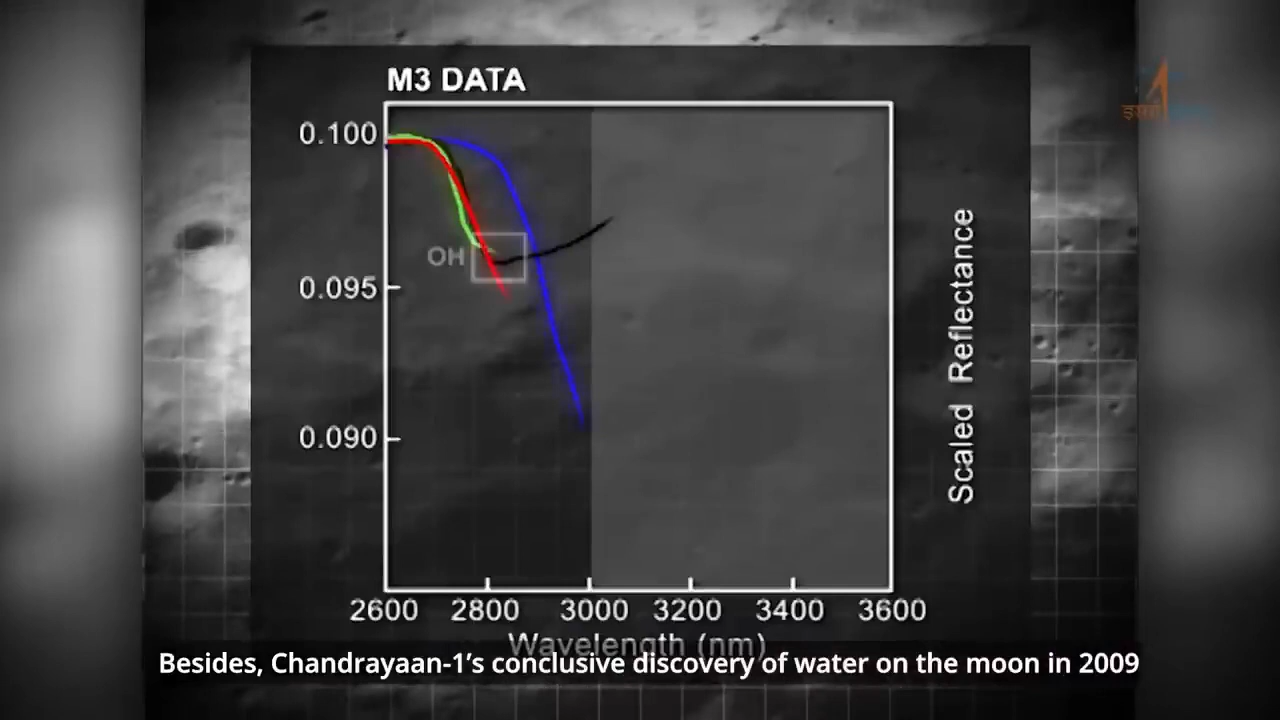 M3 DATA
0.100
OH
0.095
0.090
Scaled Reflectance
2600 2800 3000 3200 3400 3600
Wavelength (nm)
Besides, Chandrayaan-1’s conclusive discovery of water on the moon in 2009